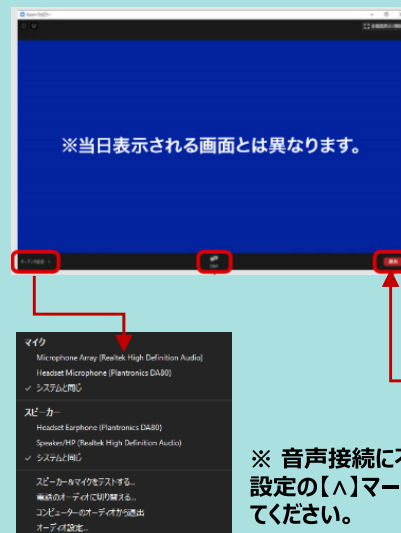 ※当日表示される画面とは異なります。
マイク
Microphone Array (Realtek High Definition Audio)
Headset Microphone (Plantronics DA80)
✓ システムと同じ
スピーカー
Headset Earphone (Plantronics DA80)
Speaker/HP (Realtek High Definition Audio)
✓ システムと同じ
スピーカー&マイクをテストする...
電話のオーディオに切り替える...
コンピューターのオーディオから退出
オーディオ設定...
※ 音声接続に
設定の【∧】マー
てください。